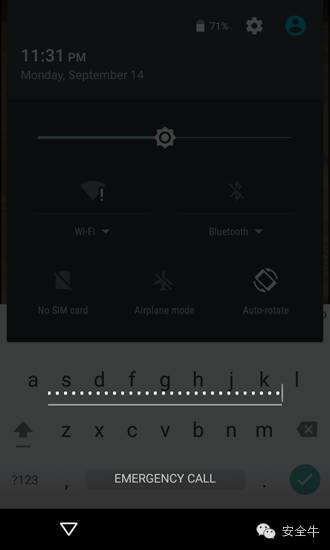 71%
11:31 PM
Monday, September 14
Wi-Fi
Bluetooth
No SIM card
Airplane mode
Auto-rotate
a s d f g h j k l
z x c v b n m
?123 , EMERGENCY CALL .
安全牛